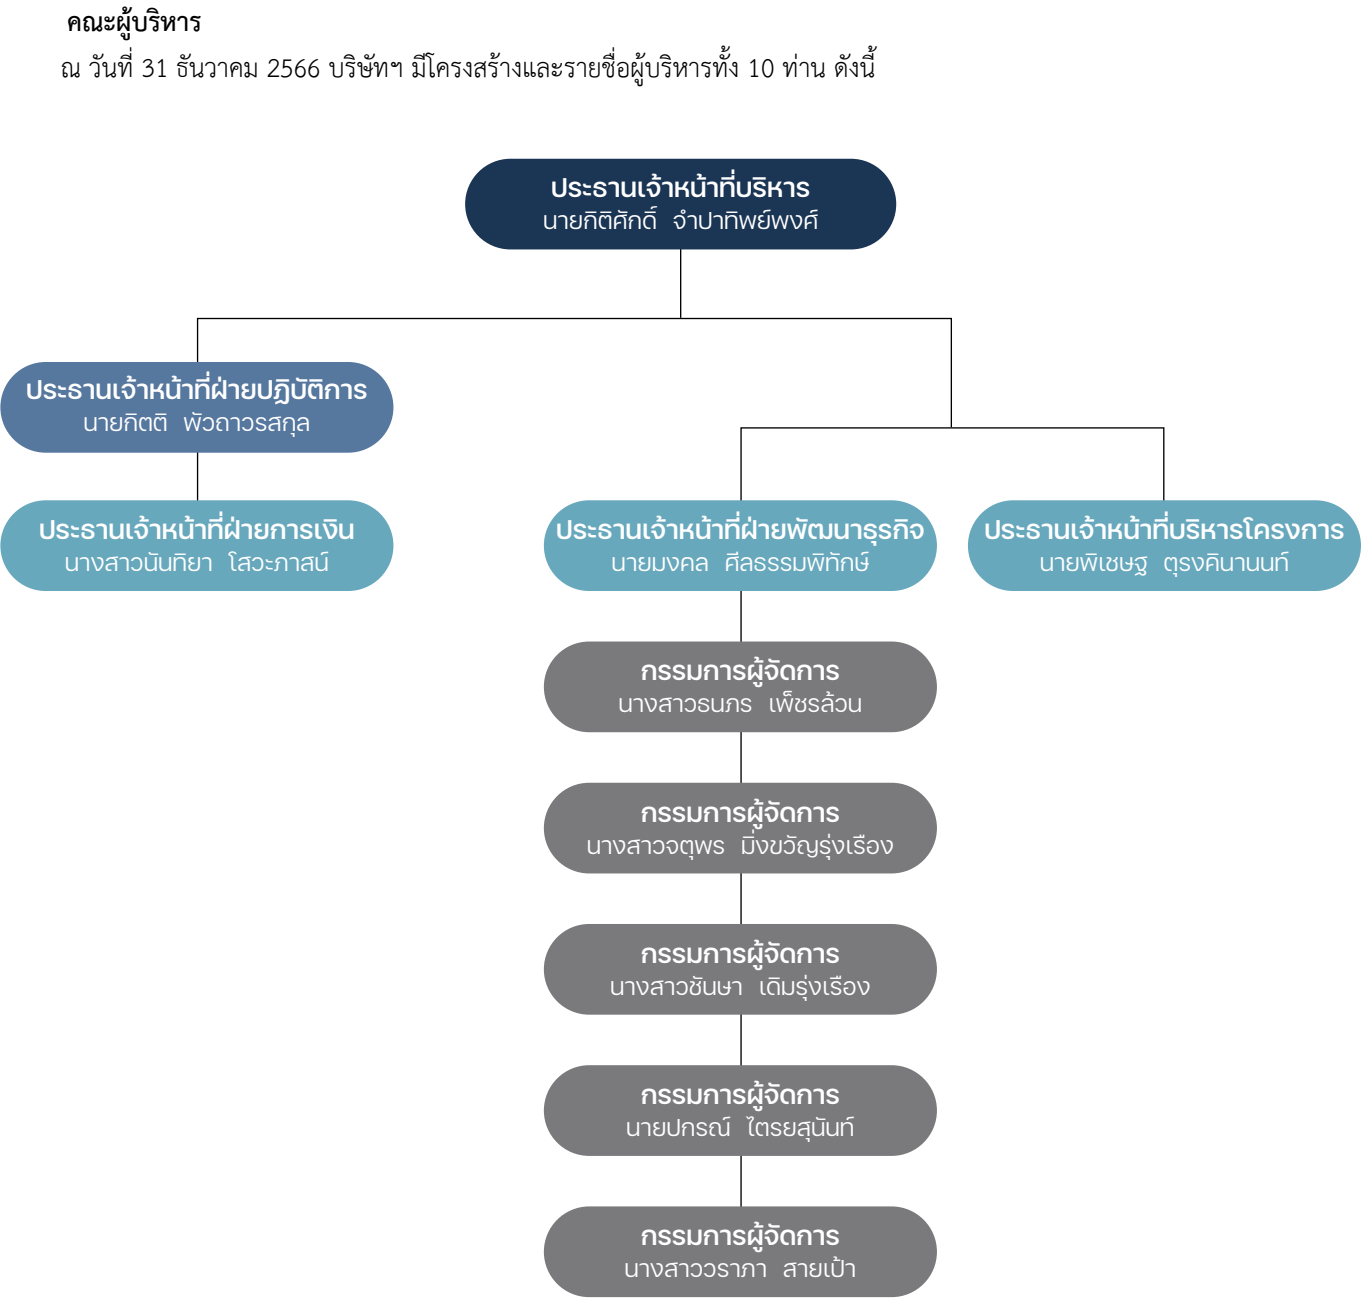 คณะผู้บริหาร
ณ วันที่ 31 ธันวาคม 2566 บริษัทฯ มีโครงสร้างและรายชื่อผู้บริหารทั้ง 10 ท่าน ดังนี้
ประธานเจ้าหน้าที่บริหาร
นายกิติศักดิ์ จำปาทิพย์พงศ์
ประธานเจ้าหน้าที่ฝ่ายปฏิบัติการ
นายกิตติ พัวถาวรสกุล
ประธานเจ้าหน้าที่ฝ่ายการเงิน
นางสาวนันทิยา โสวะภาสน์
ประธานเจ้าหน้าที่ฝ่ายพัฒนาธุรกิจ
นายมงคล ศีลธรรมพิทักษ์
ประธานเจ้าหน้าที่บริหารโครงการ
นายพิเชษฐ ตุรงคินานนท์
กรรมการผู้จัดการ
นางสาวธนภร เพ็ชรล้วน
กรรมการผู้จัดการ
นางสาวจตุพร มิ่งขวัญรุ่งเรือง
กรรมการผู้จัดการ
นางสาวชันษา เดิมรุ่งเรือง
กรรมการผู้จัดการ
นายปกรณ์ ไตรยสุนันท์
กรรมการผู้จัดการ
นางสาววราภา สายเป้า